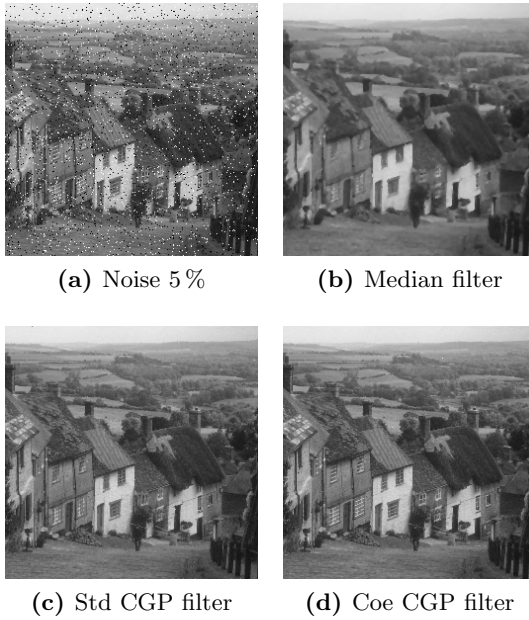 (a) Noise 5 %
(b) Median filter
(c) Std CGP filter
(d) Coe CGP filter